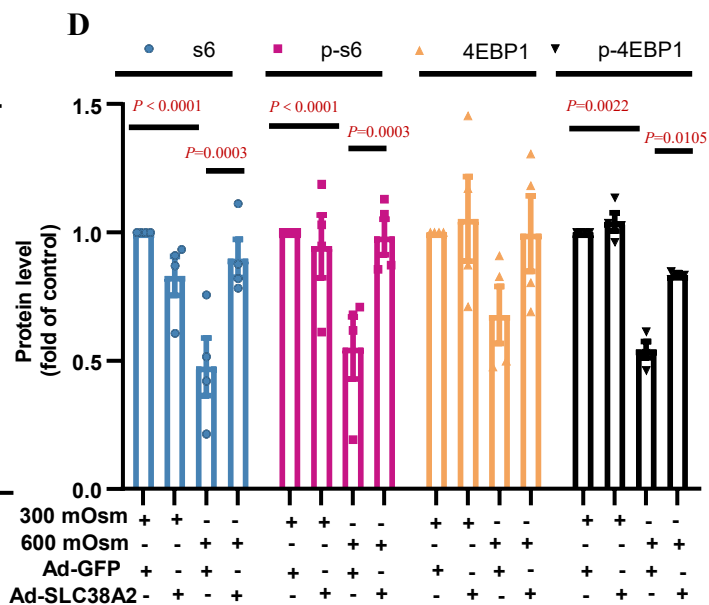 D
s6 p-s6 4EBP1 p-4EBP1
P < 0.0001 P < 0.0001 P=0.0022
P=0.0003 P=0.0003 P=0.0105
Protein level
(fold of control)
1.5
1.0
0.5
0.0
300 mOsm + + - - + + - - + + - - + + - -
600 mOsm - - + + - - + + - - + + - - + +
Ad-GFP + - + - + - + - + - + - + - + -
Ad-SLC38A2 - + - + - + - + - + - + - + - +